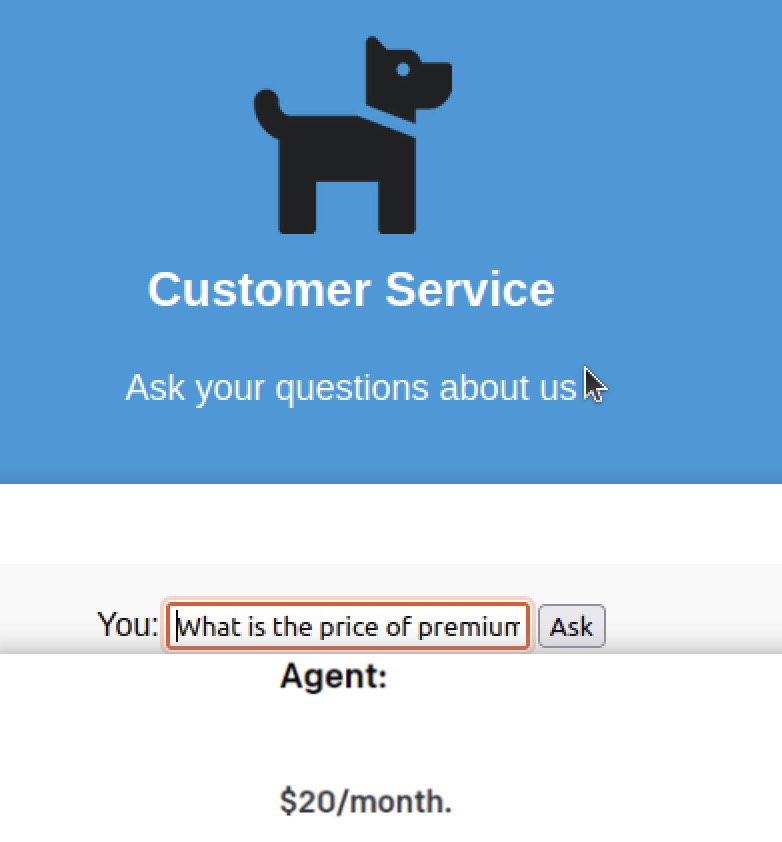 Customer Service
Ask your questions about us
You: What is the price of premium Ask
Agent:
$20/month.